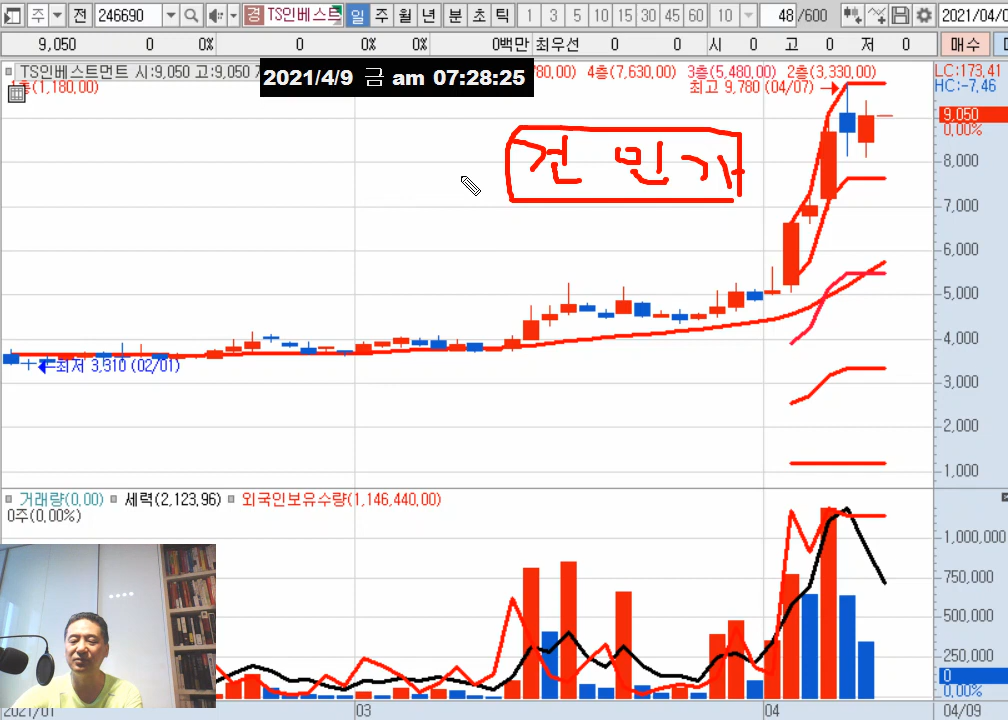 주 전 246690 경 TS인베스트 일 주 월 년 분 초 틱 1 3 5 10 15 30 45 60 10 48 /600 2021/04/0
9,050 0 0% 0 0% 0% 0백만 최우선 0 0 시 0 고 0 저 0 매수
TS인베스트먼트 시:9,050 고:9,050 780,00) 4층(7,630,00) 3층(5,480,00) 2층(3,330,00) LC:173,41
층(1,180,00) 최고 9,780 (04/07) HC:-7,46
2021/4/9 금 am 07:28:25
9,050
0,00%
전 민가
8,000
7,000
6,000
5,000
4,000
최저 3,310 (02/01)
3,000
2,000
1,000
거래량(0,00) 세력(2,123,96) 외국인보유수량(1,146,440,00)
0주(0,00%)
1,000,000
750,000
500,000
250,000
0
0,00%
2021/01 03 04 04/09